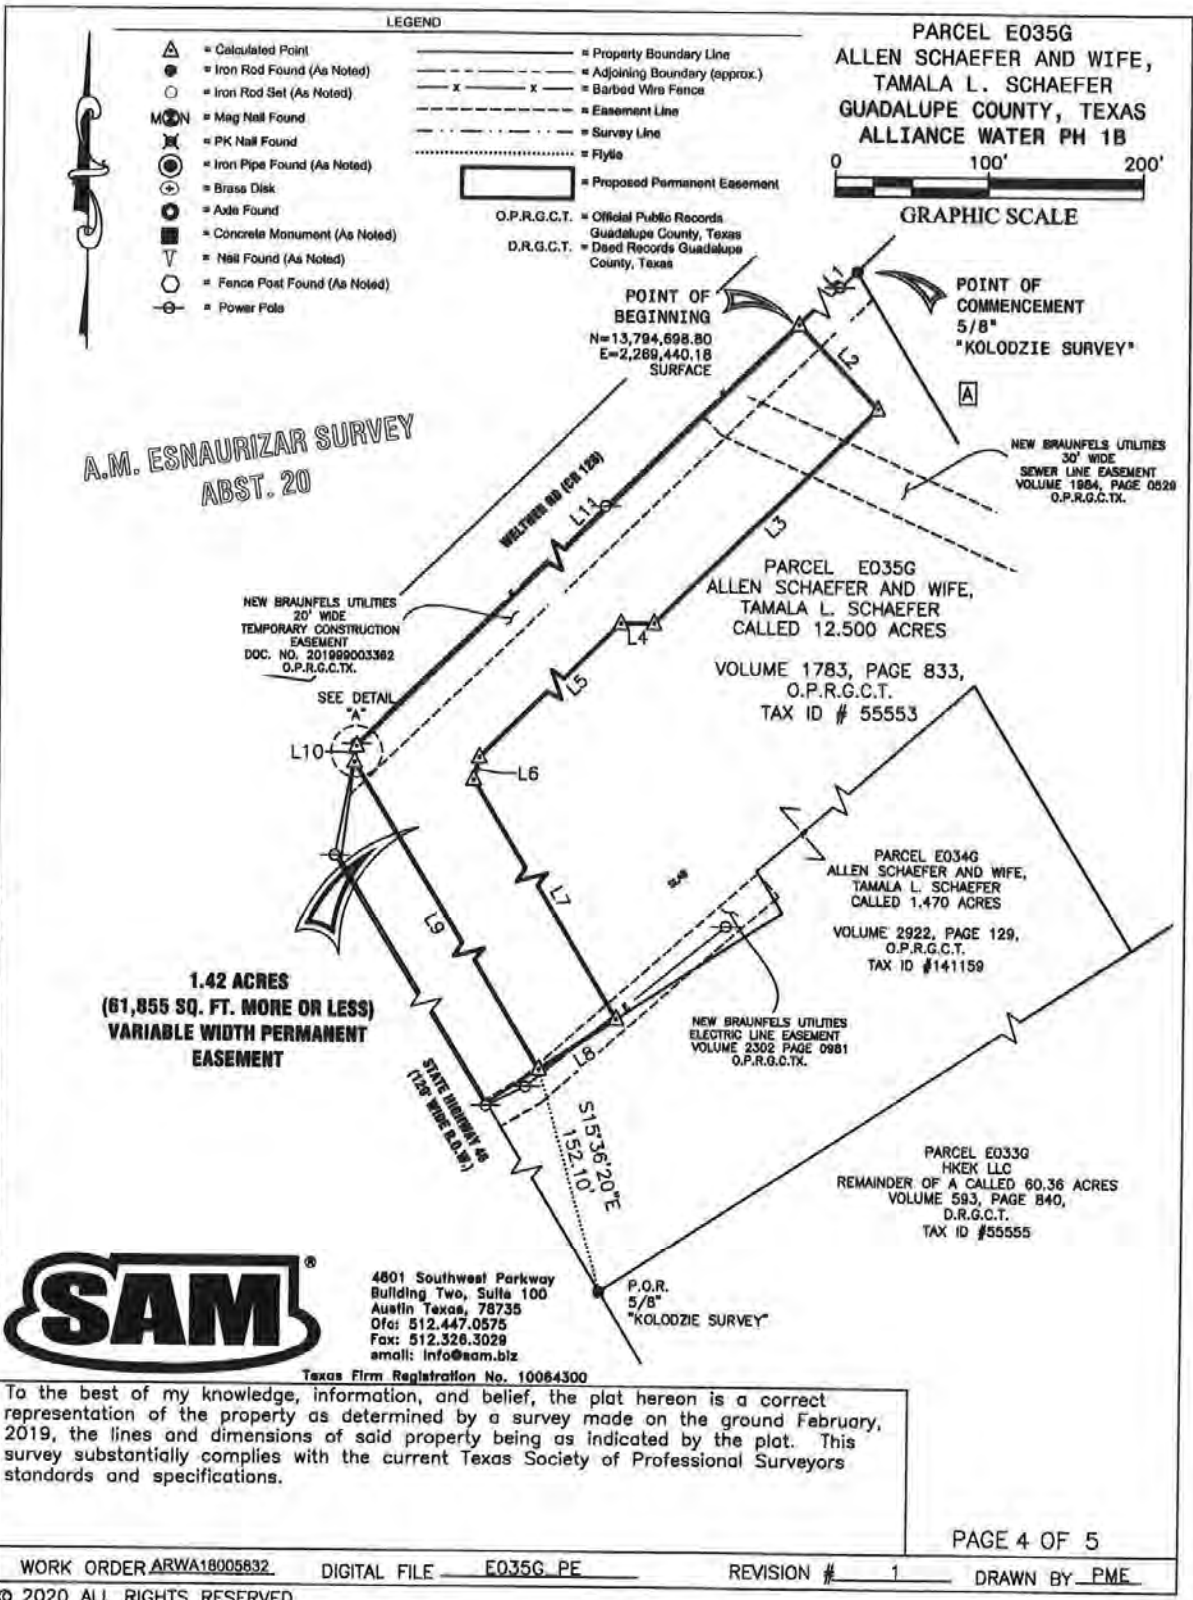 LEGEND
= Calculated Point
= Iron Rod Found (As Noted)
= Iron Rod Set (As Noted)
M N = Mag Nail Found
= PK Nail Found
= Iron Pipe Found (As Noted)
= Brass Disk
= Axle Found
= Concrete Monument (As Noted)
= Nail Found (As Noted)
= Fence Post Found (As Noted)
= Power Pole
= Property Boundary Line
= Adjoining Boundary (approx.)
x x = Barbed Wire Fence
= Easement Line
= Survey Line
= Flytie
= Proposed Permanent Easement
O.P.R.G.C.T. = Official Public Records
Guadalupe County, Texas
D.R.G.C.T. = Deed Records Guadalupe
County, Texas
PARCEL E035G
ALLEN SCHAEFER AND WIFE,
TAMALA L. SCHAEFER
GUADALUPE COUNTY, TEXAS
ALLIANCE WATER PH 1B
0 100' 200'
GRAPHIC SCALE
POINT OF
BEGINNING
N=13,794,698.80
E=2,269,440.18
SURFACE
L1
POINT OF
COMMENCEMENT
5/8"
"KOLODZIE SURVEY"
L2
A
A.M. ESNAURIZAR SURVEY
ABST. 20
NEW BRAUNFELS UTILITIES
30' WIDE
SEWER LINE EASEMENT
VOLUME 1984, PAGE 0529
O.P.R.G.C.TX.
WELTNER RD (CR 128)
L11
L3
PARCEL E035G
ALLEN SCHAEFER AND WIFE,
TAMALA L. SCHAEFER
CALLED 12.500 ACRES
VOLUME 1783, PAGE 833,
O.P.R.G.C.T.
TAX ID # 55553
NEW BRAUNFELS UTILITIES
20' WIDE
TEMPORARY CONSTRUCTION
EASEMENT
DOC. NO. 201999003362
O.P.R.G.C.TX.
L4
L5
SEE DETAIL
"A"
L10
L6
L7
L9
SLAB
PARCEL E034G
ALLEN SCHAEFER AND WIFE,
TAMALA L. SCHAEFER
CALLED 1.470 ACRES
VOLUME 2922, PAGE 129,
O.P.R.G.C.T.
TAX ID #141159
1.42 ACRES
(61,855 SQ. FT. MORE OR LESS)
VARIABLE WIDTH PERMANENT
EASEMENT
NEW BRAUNFELS UTILITIES
ELECTRIC LINE EASEMENT
VOLUME 2302 PAGE 0981
O.P.R.G.C.TX.
L8
STATE HIGHWAY 46
(120' WIDE R.O.W.)
S15°36'20"E
152.10'
PARCEL E033G
HKEK LLC
REMAINDER OF A CALLED 60.36 ACRES
VOLUME 593, PAGE 840,
D.R.G.C.T.
TAX ID #55555
P.O.R.
5/8"
"KOLODZIE SURVEY"
SAM®
4801 Southwest Parkway
Building Two, Suite 100
Austin Texas, 78735
Ofc: 512.447.0575
Fax: 512.326.3029
email: info@sam.biz
Texas Firm Registration No. 10064300
To the best of my knowledge, information, and belief, the plat hereon is a correct
representation of the property as determined by a survey made on the ground February,
2019, the lines and dimensions of said property being as indicated by the plat. This
survey substantially complies with the current Texas Society of Professional Surveyors
standards and specifications.
PAGE 4 OF 5
WORK ORDER ARWA18005832 DIGITAL FILE E035G_PE REVISION # 1 DRAWN BY PME
© 2020 ALL RIGHTS RESERVED